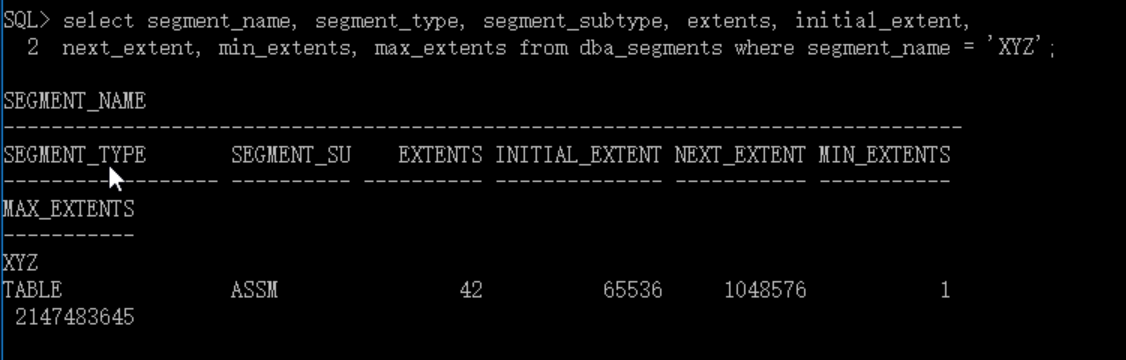 SQL> select segment_name, segment_type, segment_subtype, extents, initial_extent,
  2  next_extent, min_extents, max_extents from dba_segments where segment_name = 'XYZ';
SEGMENT_NAME
--------------------------------------------------------------------------------
SEGMENT_TYPE       SEGMENT_SU    EXTENTS INITIAL_EXTENT NEXT_EXTENT MIN_EXTENTS
------------------ ---------- ---------- -------------- ----------- -----------
MAX_EXTENTS
-----------
XYZ
TABLE              ASSM               42          65536     1048576           1
 2147483645